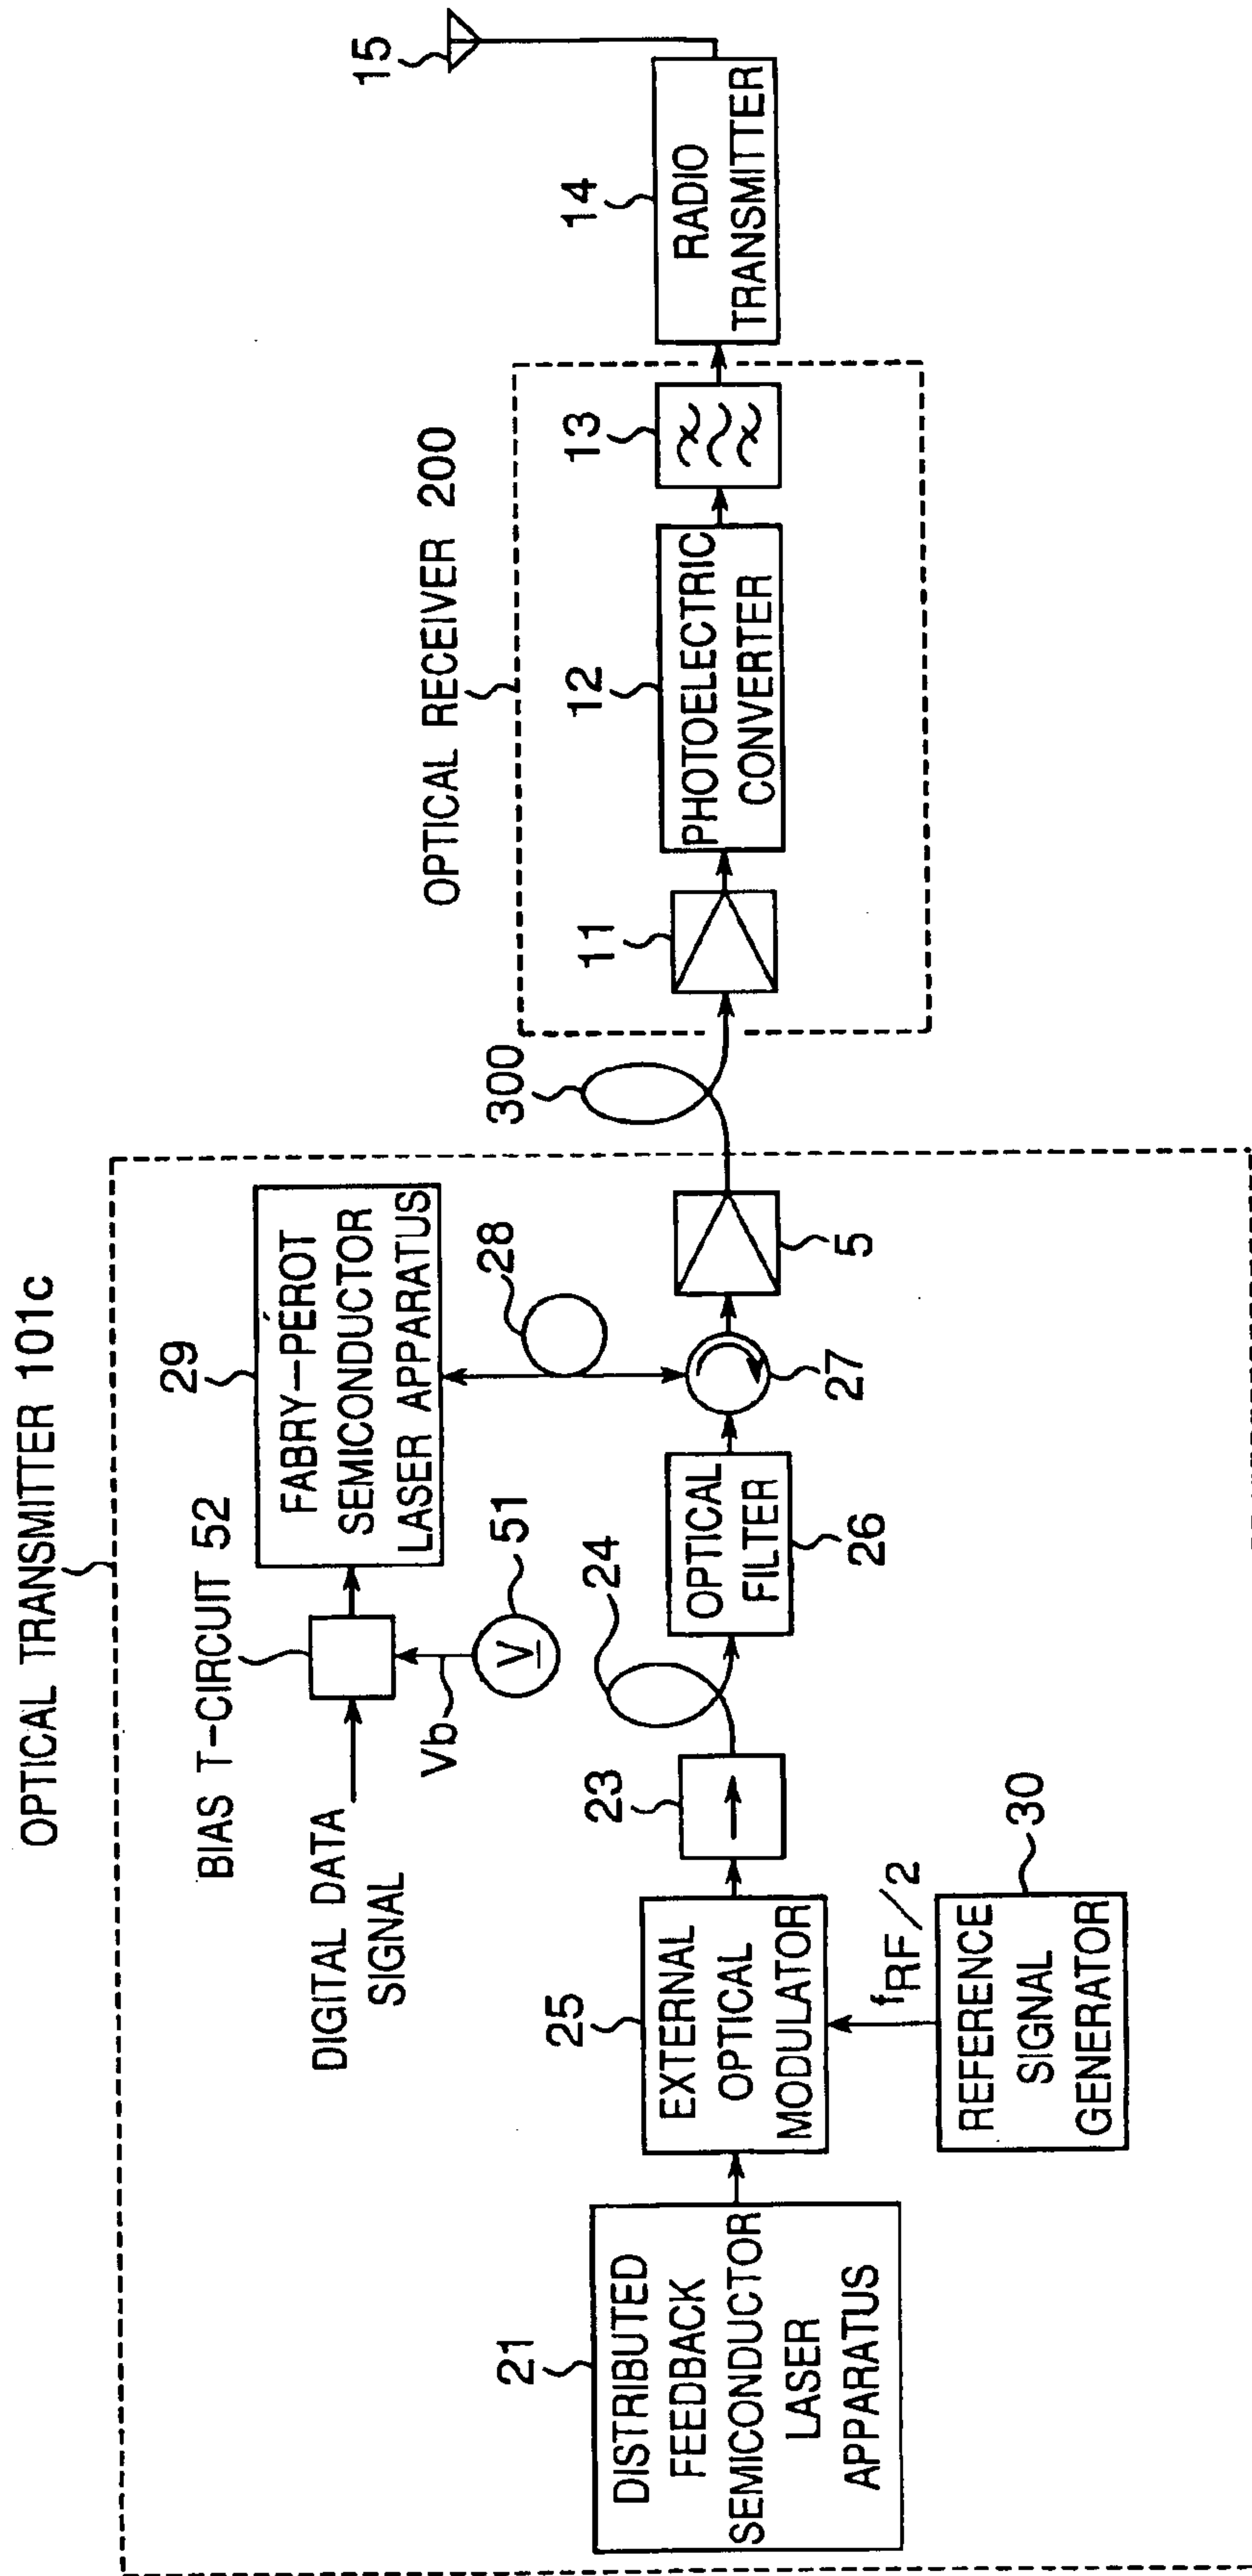 OPTICAL TRANSMITTER 101c
BIAS T-CIRCUIT 52
29
FABRY-PÉROT
SEMICONDUCTOR
LASER APPARATUS
DIGITAL DATA
SIGNAL
Vb
V
51
28
21
DISTRIBUTED
FEEDBACK
SEMICONDUCTOR
LASER
APPARATUS
25
EXTERNAL
OPTICAL
MODULATOR
fRF/2
30
REFERENCE
SIGNAL
GENERATOR
23
24
OPTICAL
FILTER
26
27
5
300
OPTICAL RECEIVER 200
11
12
PHOTOELECTRIC
CONVERTER
13
14
RADIO
TRANSMITTER
15